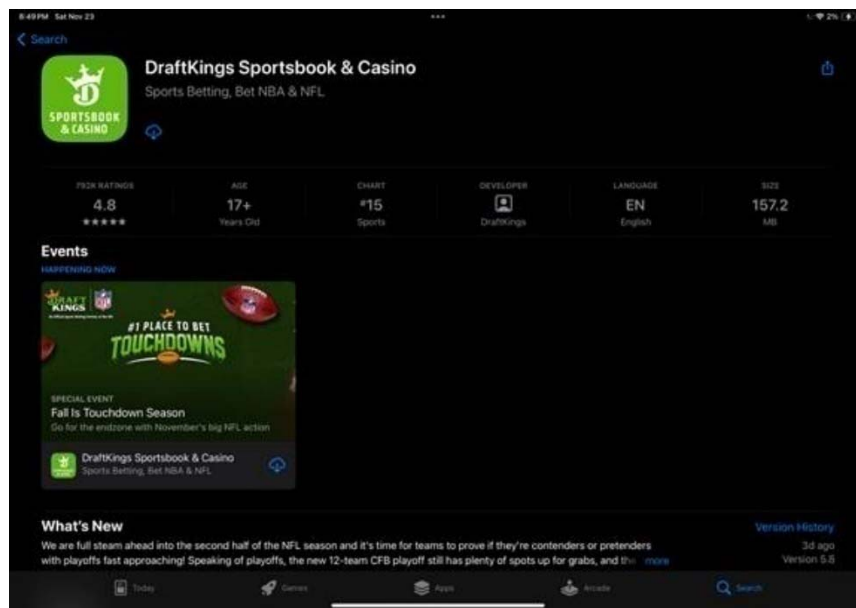 8:49 PM Sat Nov 23
2%
Search
DraftKings Sportsbook & Casino
Sports Betting, Bet NBA & NFL
SPORTSBOOK
& CASINO
792K RATINGS
4.8
AGE
17+
Years Old
CHART
#15
Sports
DEVELOPER
DraftKings
LANGUAGE
EN
English
SIZE
157.2
MB
Events
HAPPENING NOW
DRAFT
KINGS
NFL
#1 PLACE TO BET
TOUCHDOWNS
SPECIAL EVENT
Fall Is Touchdown Season
Go for the endzone with November's big NFL action
DraftKings Sportsbook & Casino
Sports Betting, Bet NBA & NFL
What's New
Version History
We are full steam ahead into the second half of the NFL season and it's time for teams to prove if they're contenders or pretenders
with playoffs fast approaching! Speaking of playoffs, the new 12-team CFB playoff still has plenty of spots up for grabs, and the more
3d ago
Version 5.8
Today
Games
Apps
Arcade
Search